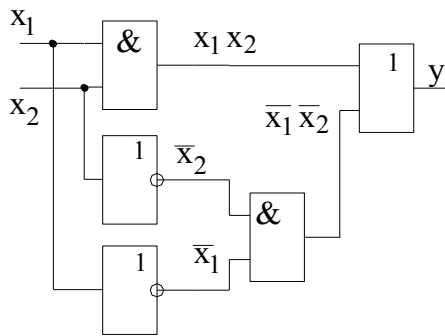 x₁
&
x₁ x₂
1
y
x₂
x̅₁ x̅₂
1
x̅₂
&
1
x̅₁